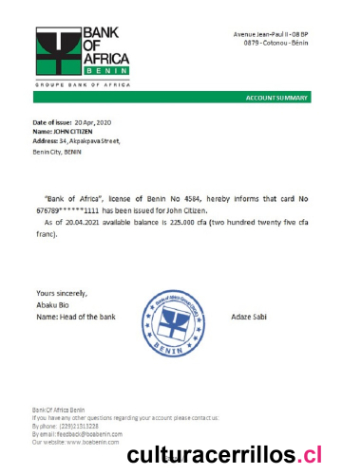 BANK
OF
AFRICA
BENIN
GROUPE BANK OF AFRICA
Avenue Jean-Paul II - 08 BP
0879 - Cotonou - Bénin
ACCOUNT SUMMARY
Date of issue: 20 Apr, 2020
Name: JOHN CITIZEN
Address: 34, Akpakpava Street,
Benin City, BENIN
"Bank of Africa", license of Benin No 4564, hereby informs that card No
676789******1111 has been issued for John Citizen.
As of 20.04.2021 available balance is 225,000 cfa (two hundred twenty five cfa
franc).
Yours sincerely,
Abaku Bio
Name: Head of the bank
Adaze Sabi
BENIN
Bank Of Africa Benin
If you have any other questions regarding your account please contact us:
By phone: (229)21313228
By email: feedback@boabenin.com
Our website: www.boabenin.com
culturacerrillos.cl